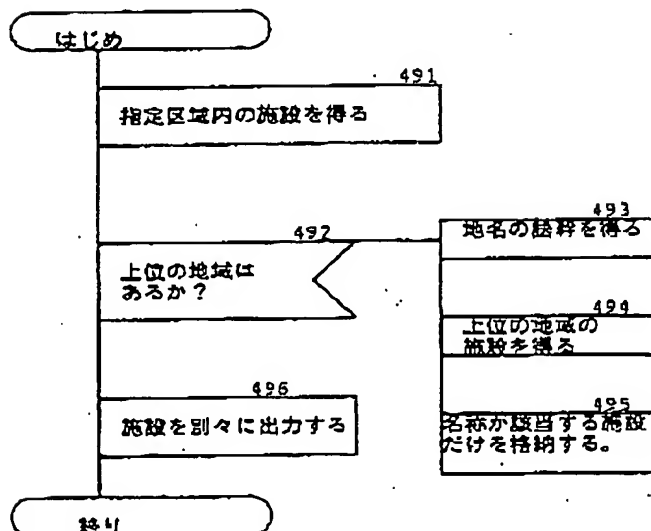 はじめ
491
指定区域内の施設を得る
492
上位の地域は
あるか？
493
地名の語幹を得る
494
上位の地域の
施設を得る
495
名称が該当する施設
だけを格納する。
496
施設を別々に出力する
終り